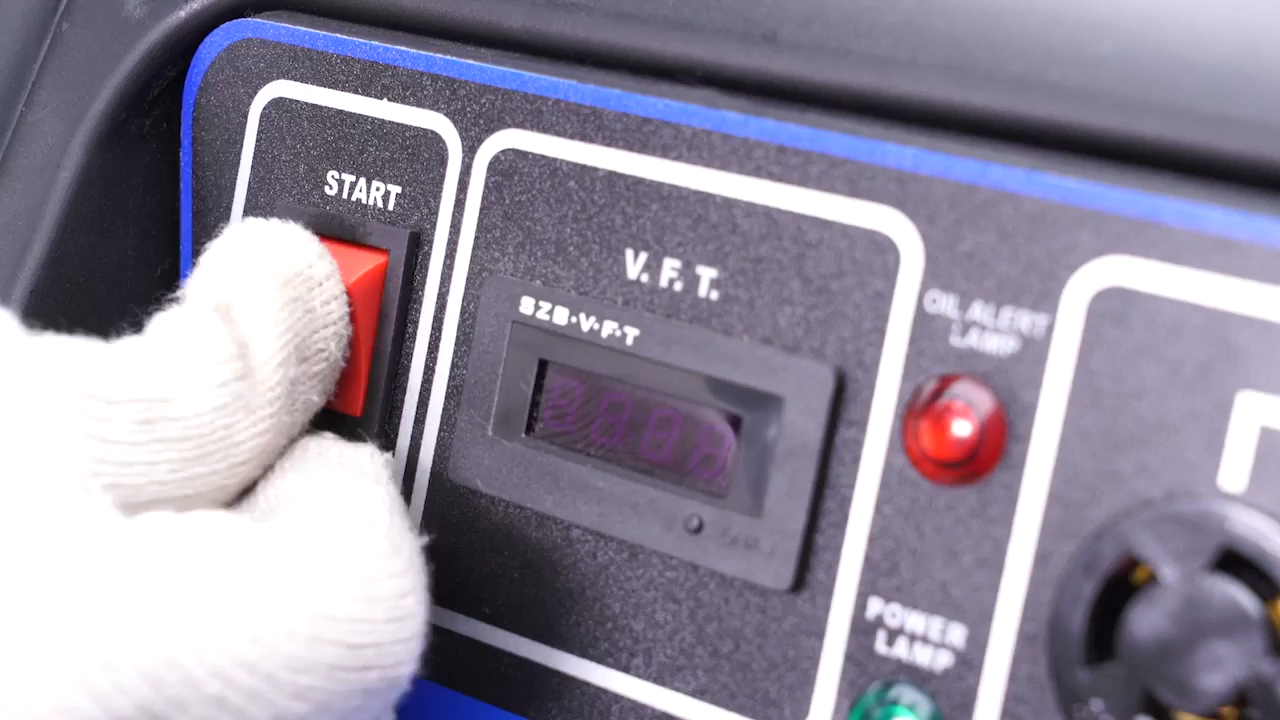 START
V. F. T.
SZB·V·F·T
OIL ALERT
LAMP
POWER
LAMP